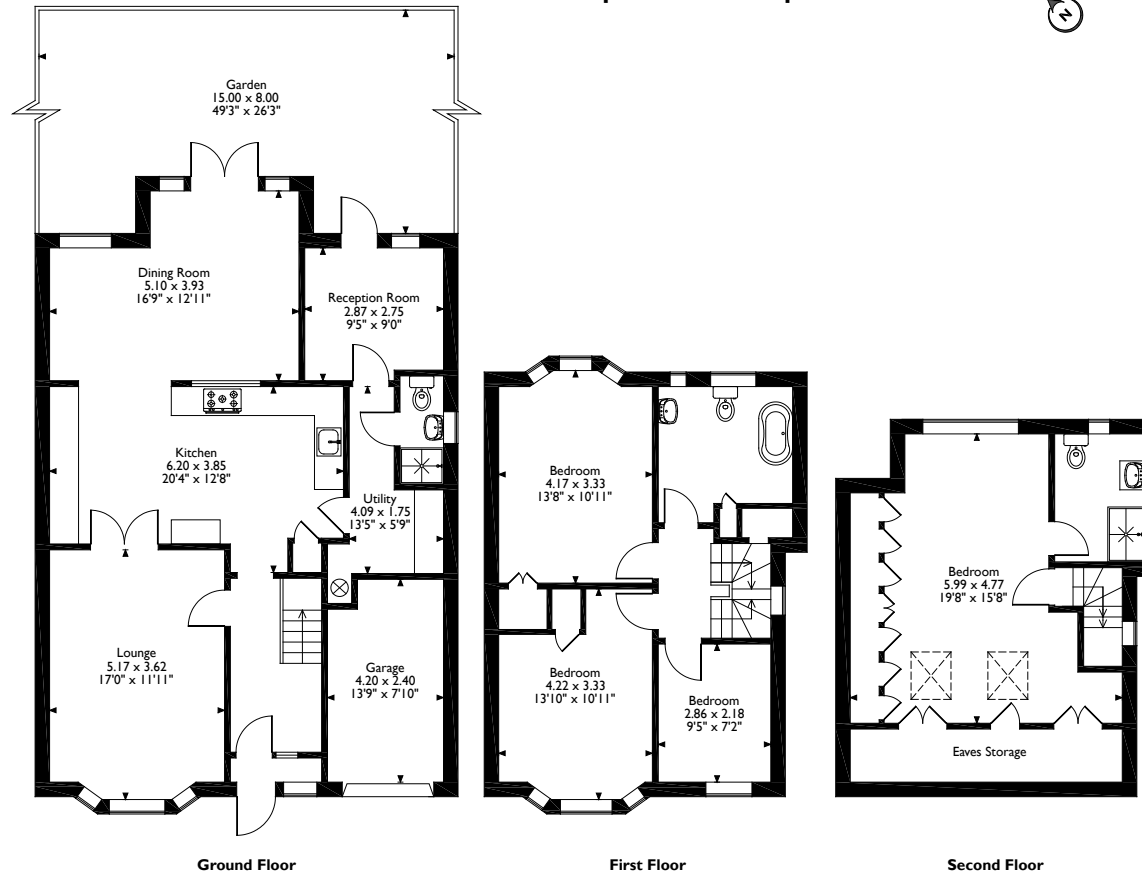 N
Garden
15.00 x 8.00
49'3" x 26'3"
Dining Room
5.10 x 3.93
16'9" x 12'11"
Reception Room
2.87 x 2.75
9'5" x 9'0"
Kitchen
6.20 x 3.85
20'4" x 12'8"
Utility
4.09 x 1.75
13'5" x 5'9"
Lounge
5.17 x 3.62
17'0" x 11'11"
Garage
4.20 x 2.40
13'9" x 7'10"
Bedroom
4.17 x 3.33
13'8" x 10'11"
Bedroom
4.22 x 3.33
13'10" x 10'11"
Bedroom
2.86 x 2.18
9'5" x 7'2"
Bedroom
5.99 x 4.77
19'8" x 15'8"
Eaves Storage
Ground Floor
First Floor
Second Floor